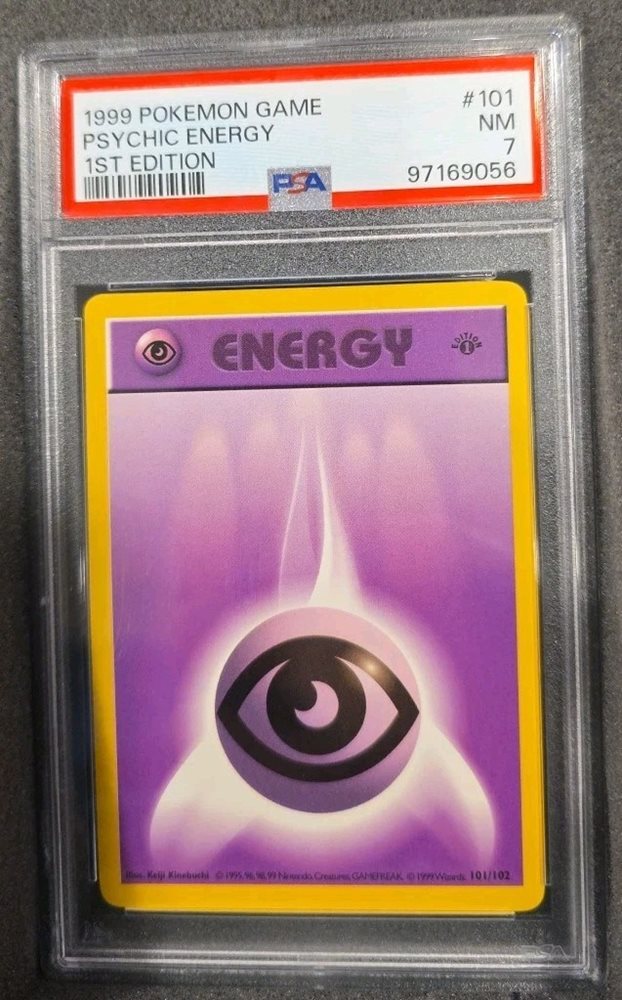 1999 POKEMON GAME #101
PSYCHIC ENERGY NM
1ST EDITION 7
PSA 97169056
ENERGY
EDITION 1
Illus. Keiji Kinebuchi © 1995, 96, 98, 99 Nintendo, Creatures, GAMEFREAK. © 1999 Wizards. 101/102
PSA